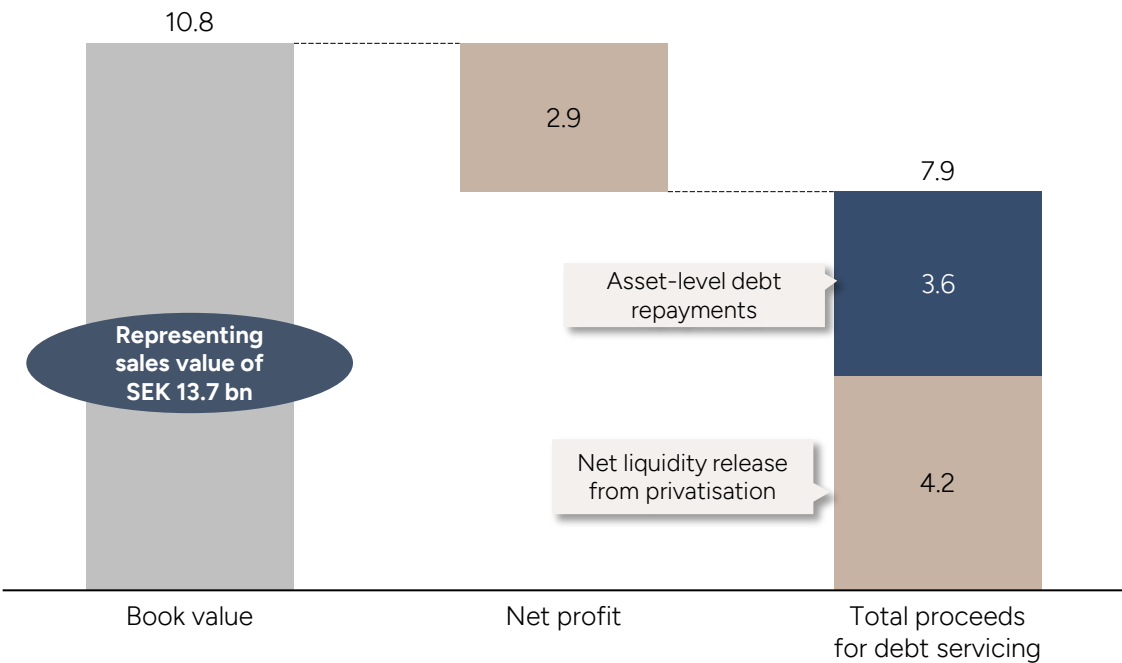 10.8
2.9
7.9
Asset-level debt
repayments
3.6
Representing
sales value of
SEK 13.7 bn
Net liquidity release
from privatisation
4.2
Book value
Net profit
Total proceeds
for debt servicing